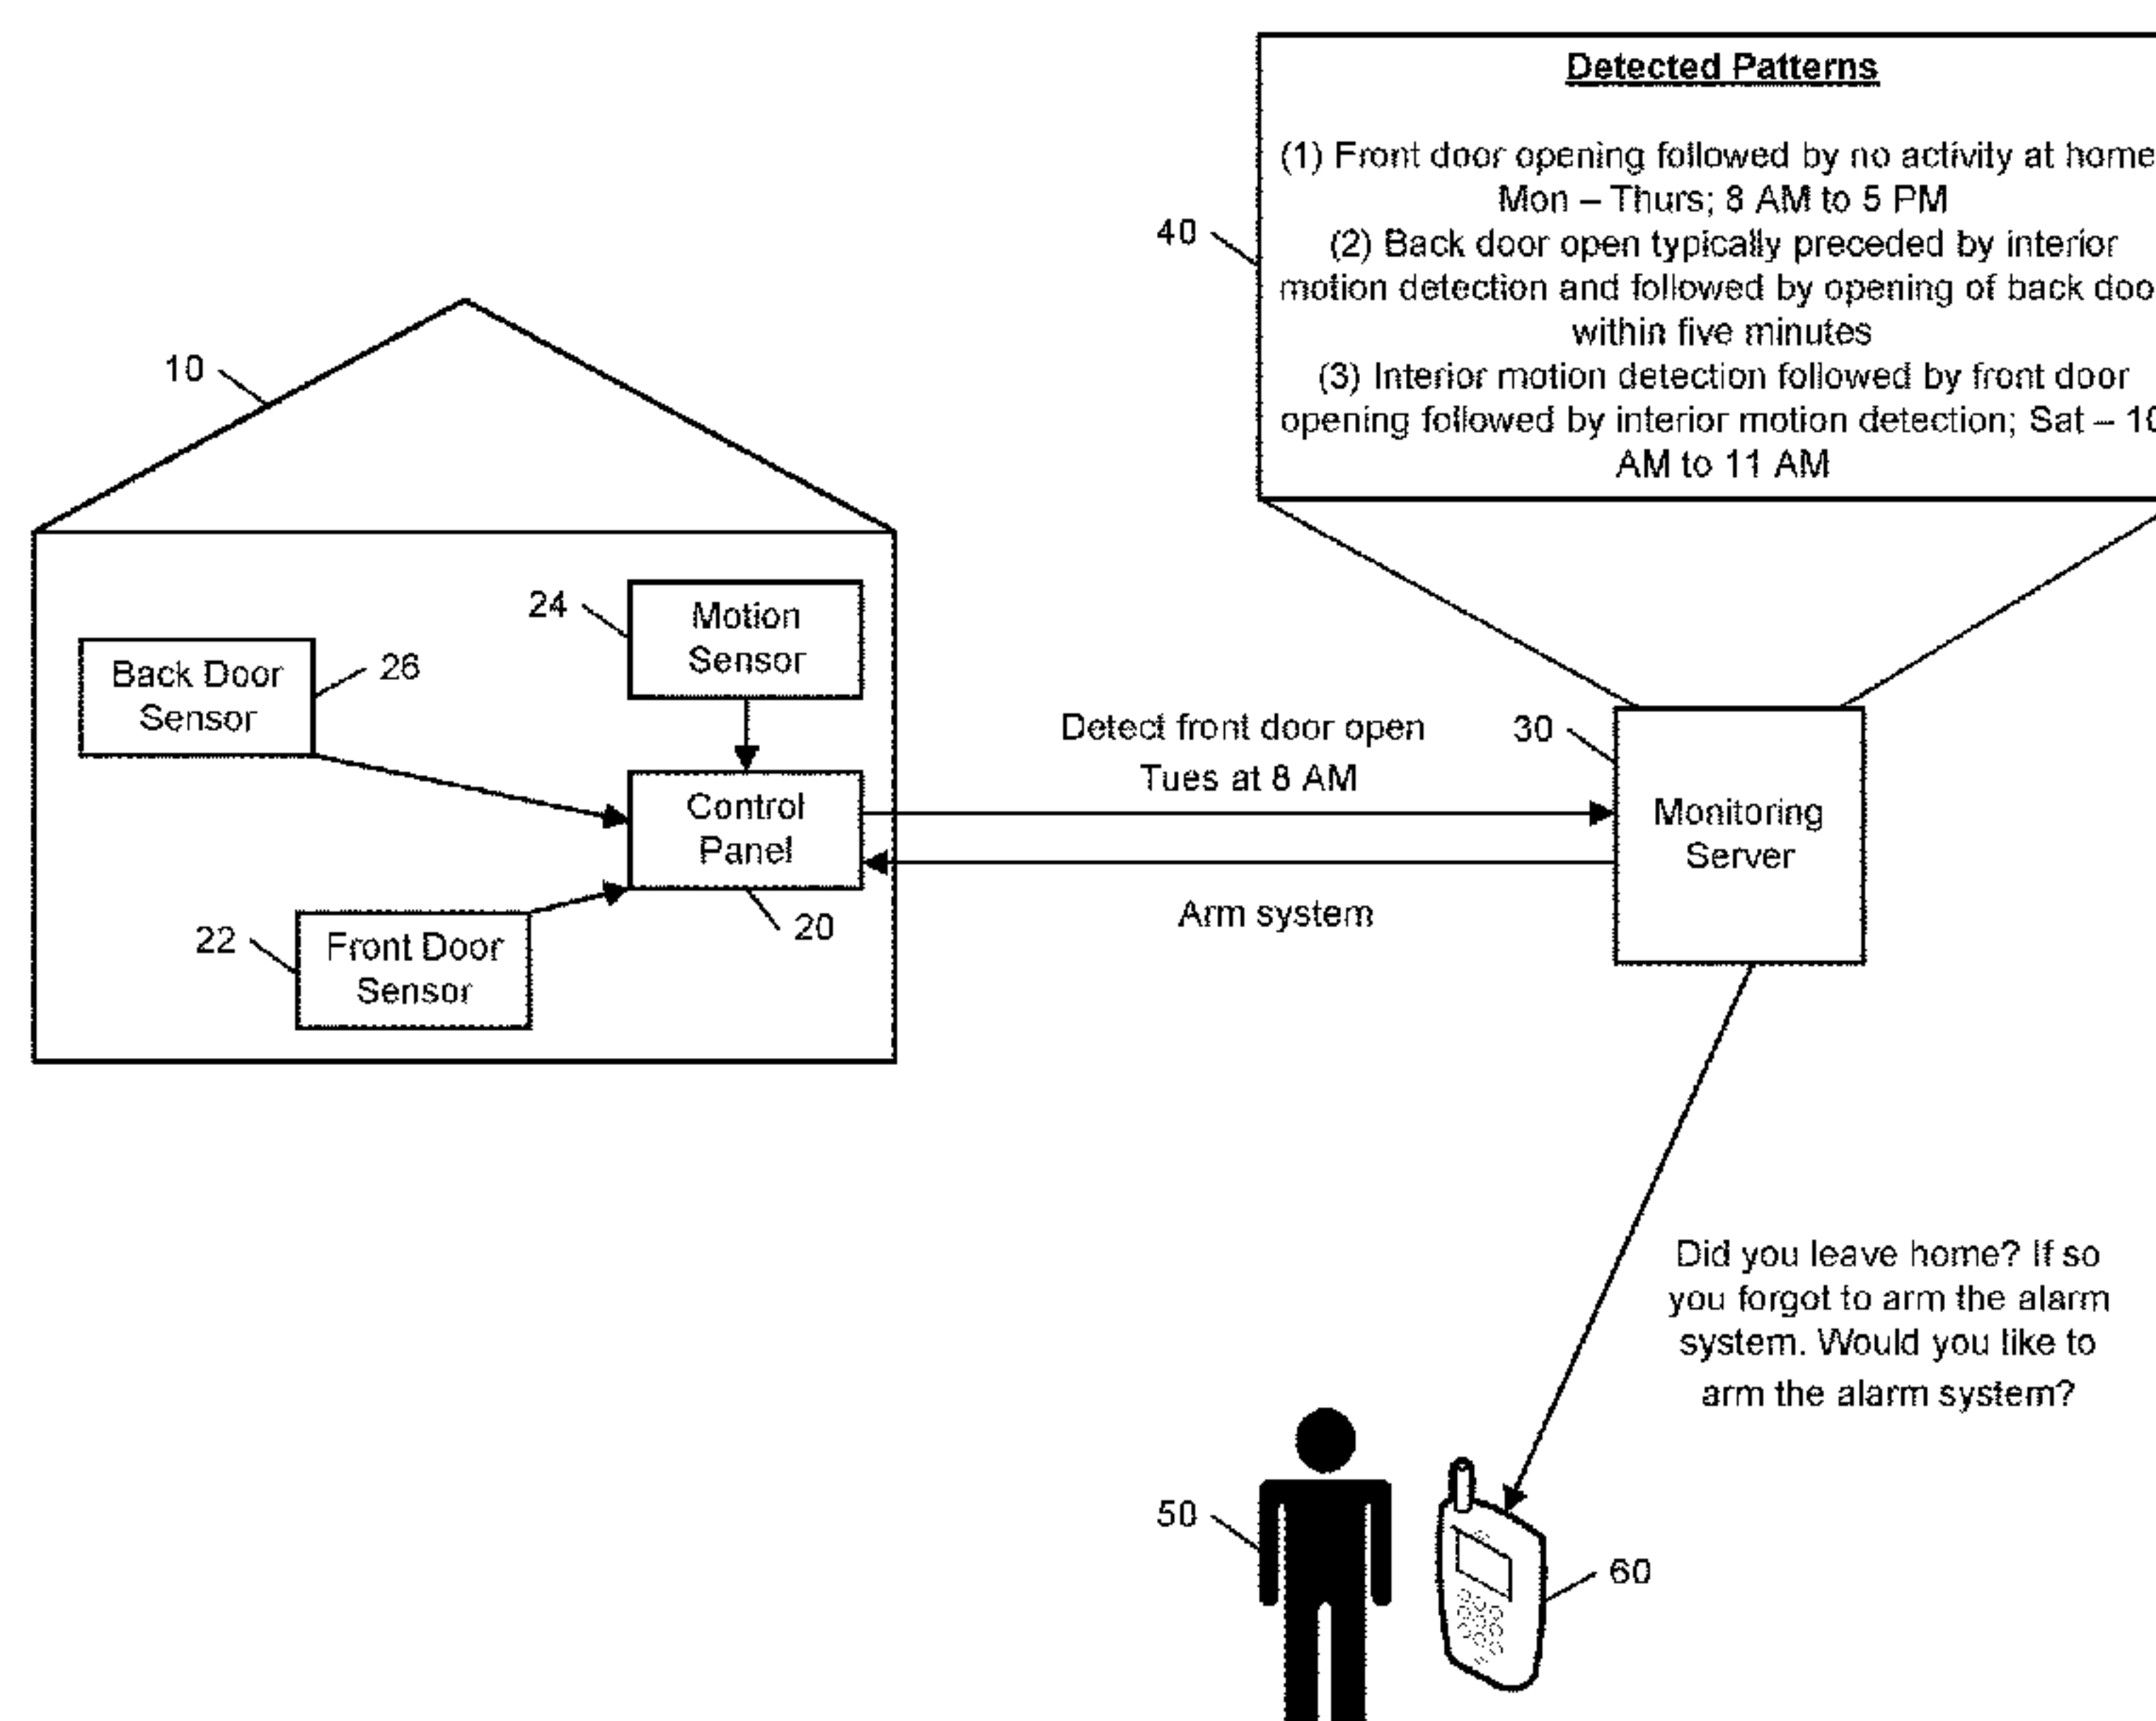 Detected Patterns
(1) Front door opening followed by no activity at home
Mon – Thurs; 8 AM to 5 PM
40
(2) Back door open typically preceded by interior
motion detection and followed by opening of back doo
within five minutes
(3) Interior motion detection followed by front door
opening followed by interior motion detection; Sat – 10
AM to 11 AM
10
24
Motion
Sensor
Back Door
Sensor
26
Detect front door open
Tues at 8 AM
30
Control
Panel
Monitoring
Server
20
Arm system
22
Front Door
Sensor
Did you leave home? If so
you forgot to arm the alarm
system. Would you like to
arm the alarm system?
50
60